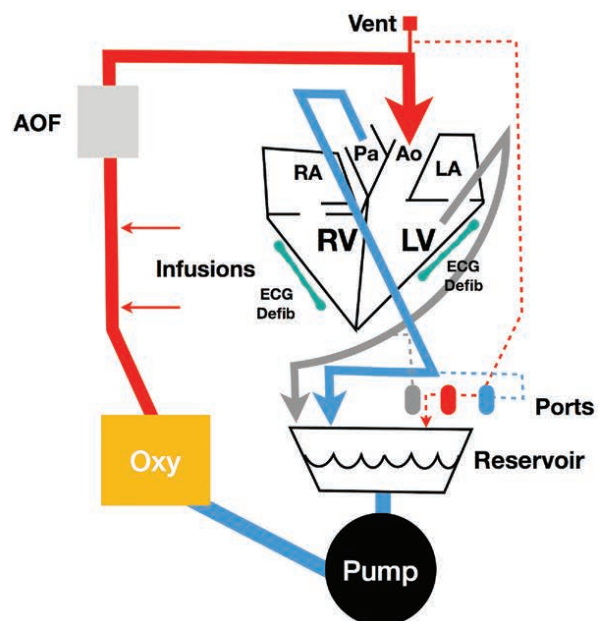 Vent
AOF
Pa
Ao
RA
LA
RV
LV
Infusions
ECG
Defib
ECG
Defib
Ports
Oxy
Reservoir
Pump